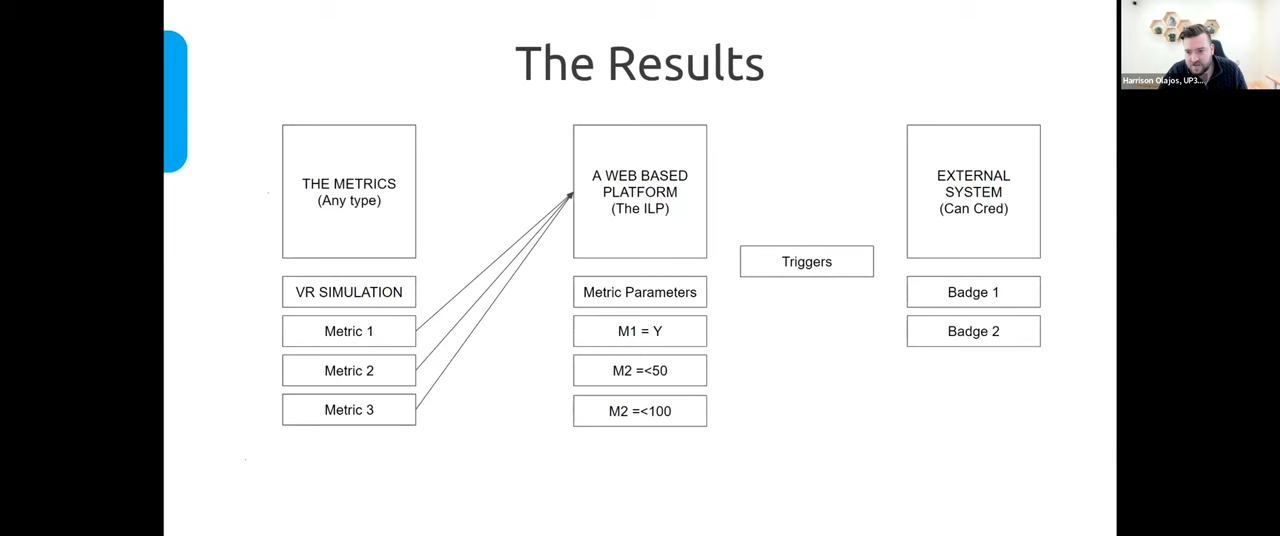 The Results
THE METRICS
(Any type)
VR SIMULATION
Metric 1
Metric 2
Metric 3
A WEB BASED
PLATFORM
(The ILP)
Metric Parameters
M1 = Y
M2 =<50
M2 =<100
Triggers
EXTERNAL
SYSTEM
(Can Cred)
Badge 1
Badge 2
Harrison Olajos, UP3...